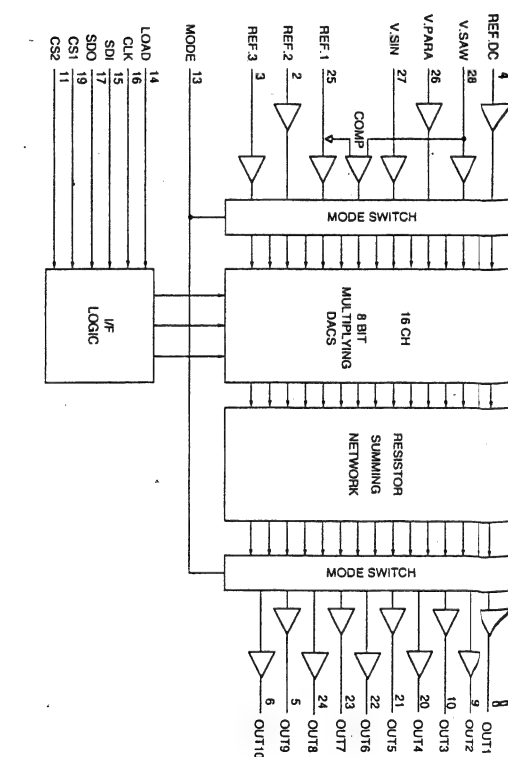 REF.DC 4
V.SAW 28
V.PARA 26
V.SIN 27
REF.1 25
REF.2 2
REF.3 3
COMP
MODE 13
LOAD 14
CLK 16
SDI 15
SDO 17
CS1 19
CS2 11
MODE SWITCH
16 CH
8 BIT
MULTIPLYING
DACS
I/F
LOGIC
RESISTOR
SUMMING
NETWORK
MODE SWITCH
8 OUT1
9 OUT2
10 OUT3
20 OUT4
21 OUT5
22 OUT6
23 OUT7
24 OUT8
5 OUT9
6 OUT10